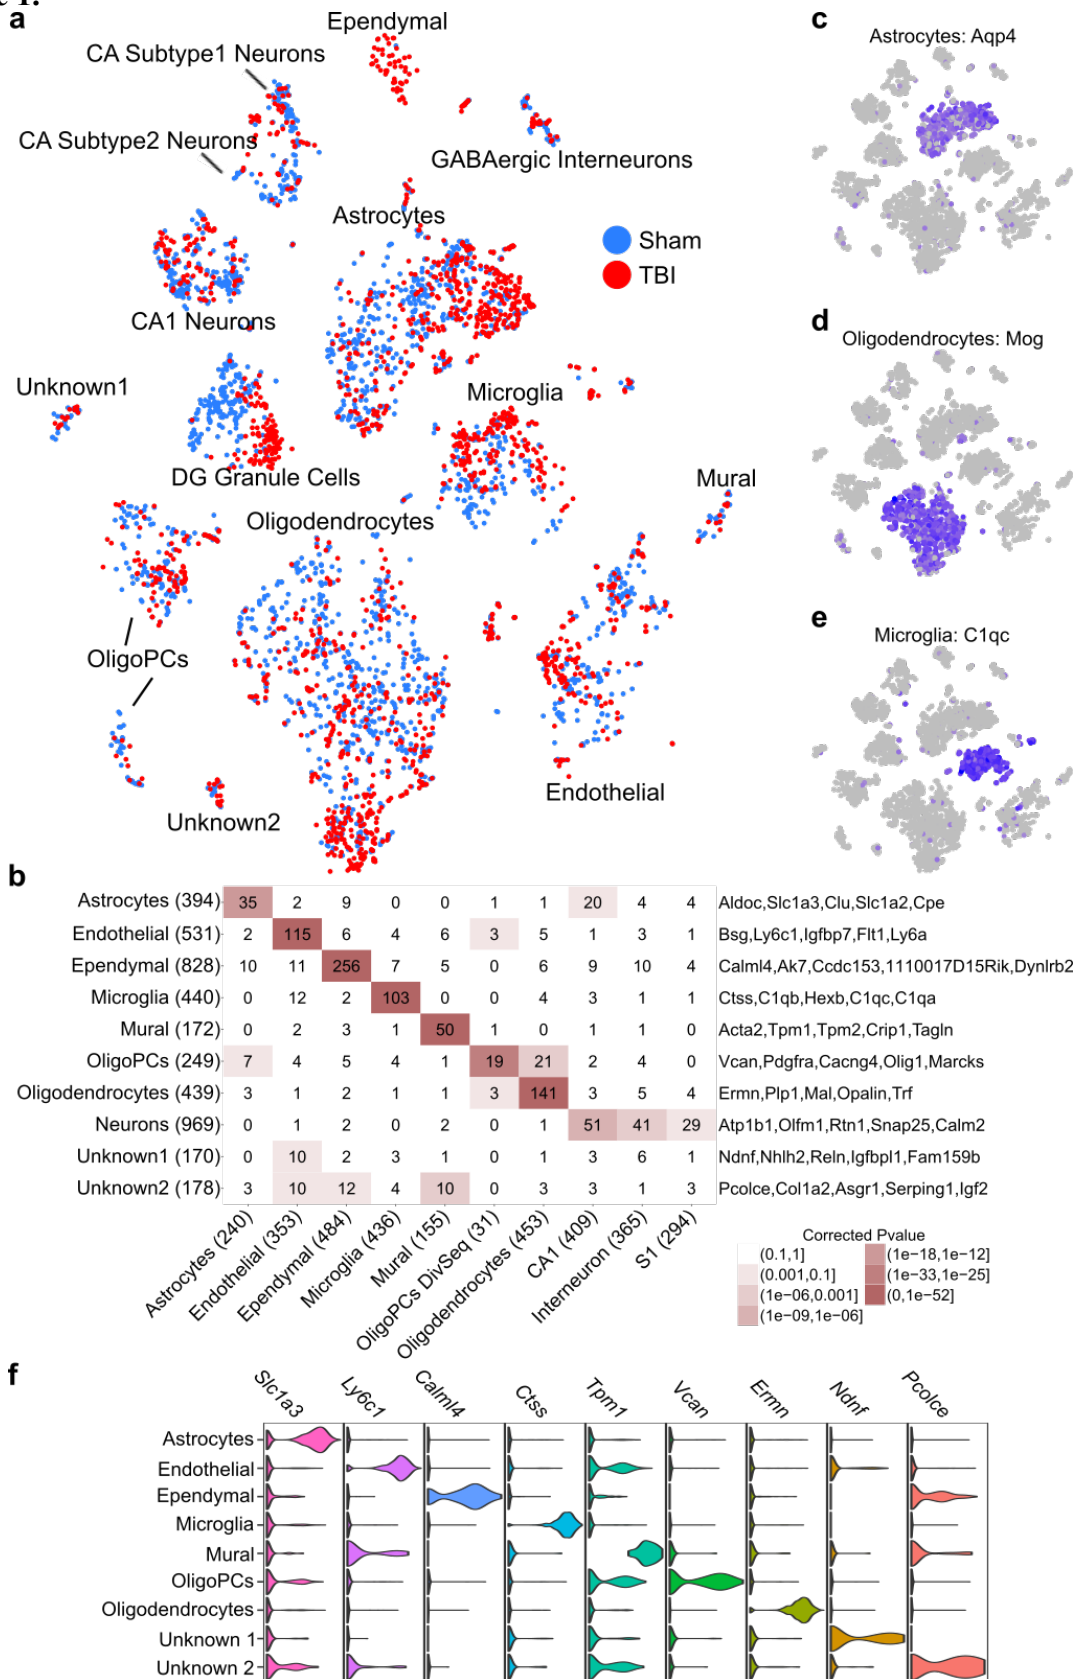 a
Ependymal
CA Subtype1 Neurons
CA Subtype2 Neurons
GABAergic Interneurons
Astrocytes
Sham
TBI
CA1 Neurons
Unknown1
Microglia
DG Granule Cells
Mural
Oligodendrocytes
OligoPCs
Endothelial
Unknown2
c
Astrocytes: Aqp4
d
Oligodendrocytes: Mog
e
Microglia: C1qc
b
Astrocytes (394) 35 2 9 0 0 1 1 20 4 4 Aldoc,Slc1a3,Clu,Slc1a2,Cpe
Endothelial (531) 2 115 6 4 6 3 5 1 3 1 Bsg,Ly6c1,Igfbp7,Flt1,Ly6a
Ependymal (828) 10 11 256 7 5 0 6 9 10 4 Calml4,Ak7,Ccdc153,1110017D15Rik,Dynlrb2
Microglia (440) 0 12 2 103 0 0 4 3 1 1 Ctss,C1qb,Hexb,C1qc,C1qa
Mural (172) 0 2 3 1 50 1 0 1 1 0 Acta2,Tpm1,Tpm2,Crip1,Tagln
OligoPCs (249) 7 4 5 4 1 19 21 2 4 0 Vcan,Pdgfra,Cacng4,Olig1,Marcks
Oligodendrocytes (439) 3 1 2 1 1 3 141 3 5 4 Ermn,Plp1,Mal,Opalin,Trf
Neurons (969) 0 1 2 0 2 0 1 51 41 29 Atp1b1,Olfm1,Rtn1,Snap25,Calm2
Unknown1 (170) 0 10 2 3 1 0 1 3 6 1 Ndnf,Nhlh2,Reln,Igfbpl1,Fam159b
Unknown2 (178) 3 10 12 4 10 0 3 3 1 3 Pcolce,Col1a2,Asgr1,Serping1,Igf2
Astrocytes (240)
Endothelial (353)
Ependymal (484)
Microglia (436)
Mural (155)
OligoPCs DivSeq (31)
Oligodendrocytes (453)
CA1 (409)
Interneuron (365)
S1 (294)
Corrected Pvalue
(0.1,1] (1e-18,1e-12]
(0.001,0.1] (1e-33,1e-25]
(1e-06,0.001] (0,1e-52]
(1e-09,1e-06]
f
Slc1a3 Ly6c1 Calml4 Ctss Tpm1 Vcan Ermn Ndnf Pcolce
Astrocytes
Endothelial
Ependymal
Microglia
Mural
OligoPCs
Oligodendrocytes
Unknown 1
Unknown 2